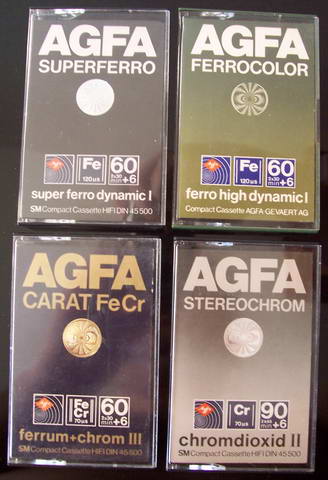 AGFA
SUPERFERRO
Fe
120µs
60
2x30
min +6
super ferro dynamic I
SM Compact Cassette HIFI DIN 45 500
AGFA
FERROCOLOR
Fe
120µs
60
2x30
min +6
ferro high dynamic I
Compact Cassette AGFA-GEVAERT AG
AGFA
CARAT FeCr
Fe
Cr
70µs
60
2x30
min +6
ferrum+chrom III
SM Compact Cassette HIFI DIN 45 500
AGFA
STEREOCHROM
Cr
70µs
90
2x45
min +6
chromdioxid II
SM Compact Cassette HIFI DIN 45 500